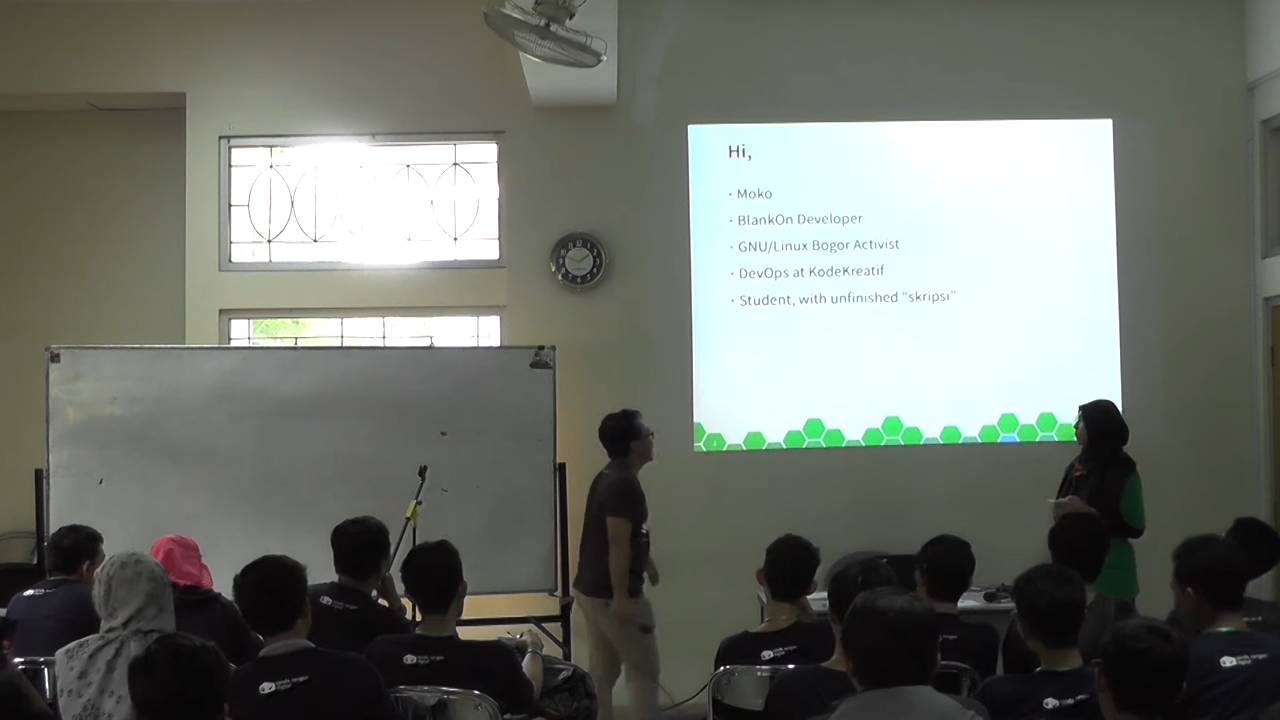 Hi,
· Moko
· BlankOn Developer
· GNU/Linux Bogor Activist
· DevOps at KodeKreatif
· Student, with unfinished "skripsi"